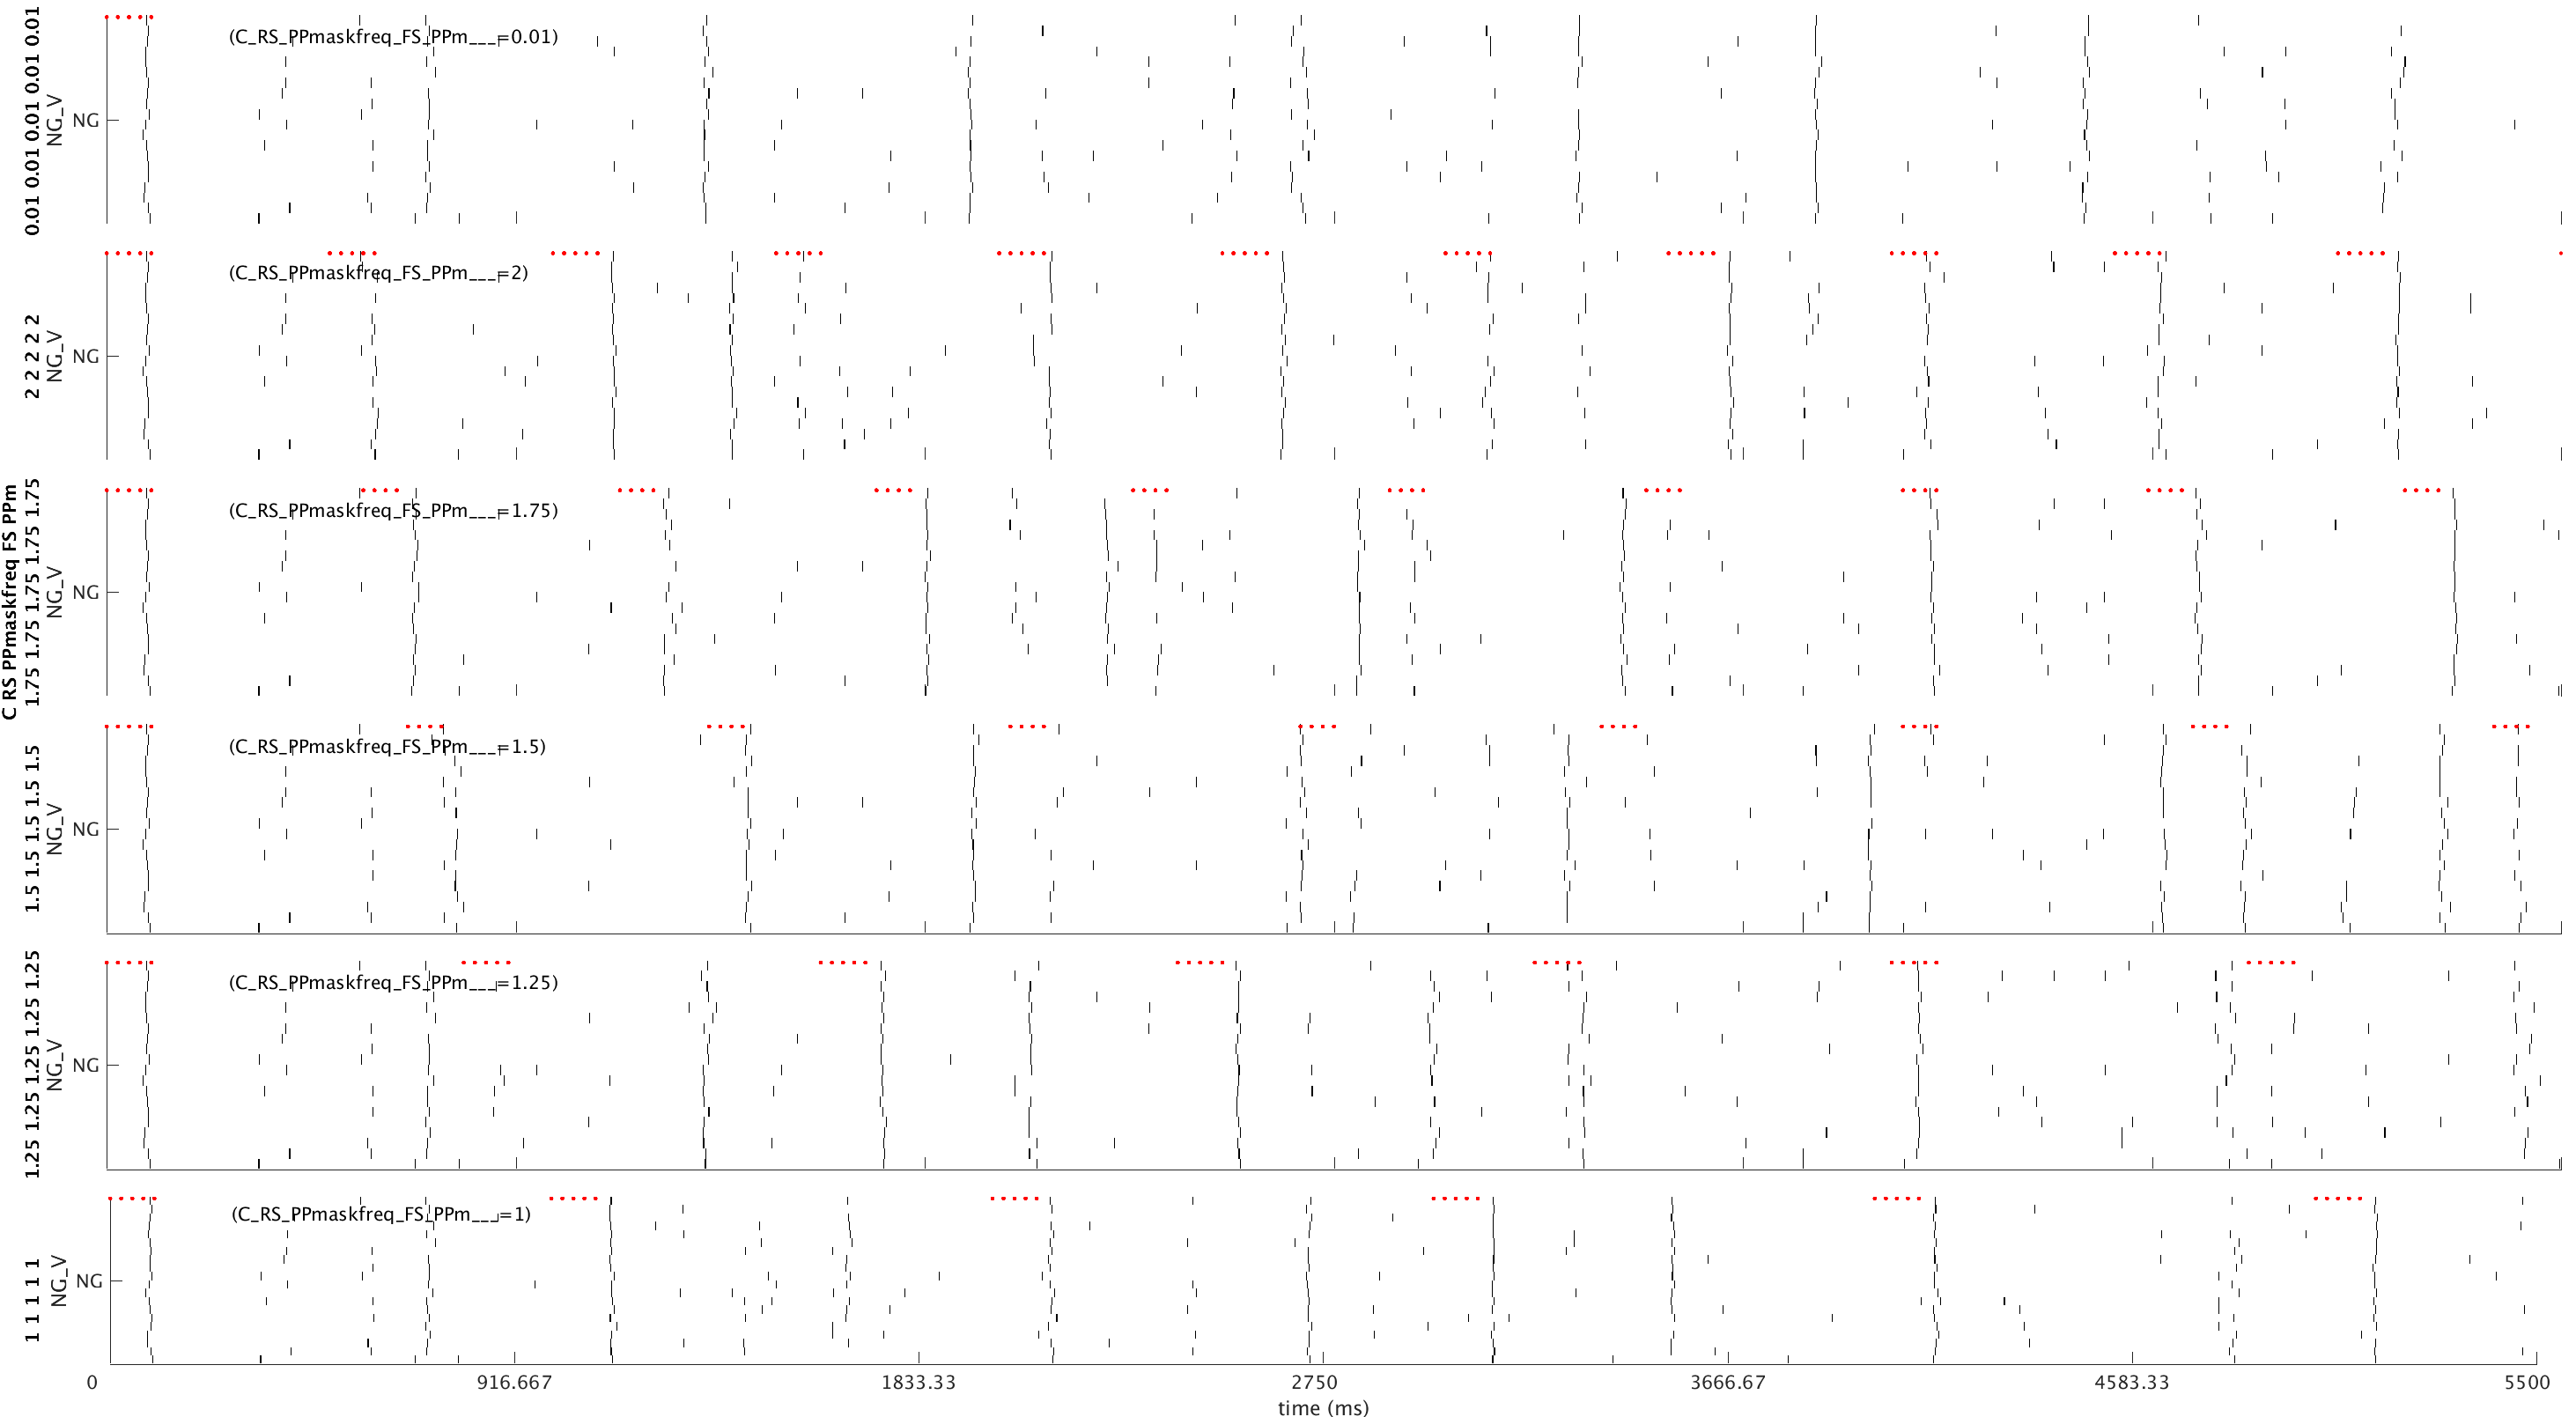 C RS PPmaskfreq FS PPm
0.01 0.01 0.01 0.01 0.01 0.01
NG_V
NG
(C_RS_PPmaskfreq_FS_PPm___=0.01)
2 2 2 2 2
NG_V
NG
(C_RS_PPmaskfreq_FS_PPm___=2)
1.75 1.75 1.75 1.75 1.75
NG_V
NG
(C_RS_PPmaskfreq_FS_PPm___=1.75)
1.5 1.5 1.5 1.5 1.5
NG_V
NG
(C_RS_PPmaskfreq_FS_PPm___=1.5)
1.25 1.25 1.25 1.25 1.25
NG_V
NG
(C_RS_PPmaskfreq_FS_PPm___=1.25)
1 1 1 1 1
NG_V
NG
(C_RS_PPmaskfreq_FS_PPm___=1)
0 916.667 1833.33 2750 3666.67 4583.33 5500
time (ms)